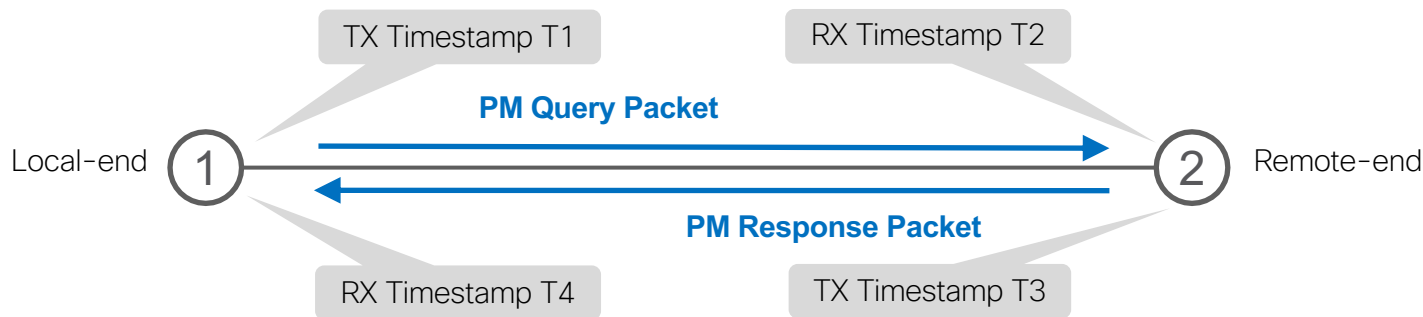 TX Timestamp T1
RX Timestamp T2
PM Query Packet
Local-end
1
2
Remote-end
PM Response Packet
RX Timestamp T4
TX Timestamp T3